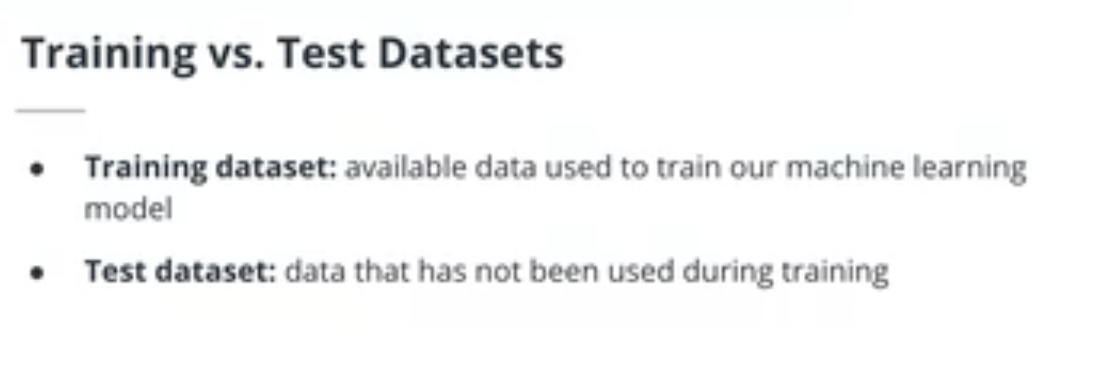 Training vs. Test Datasets
● Training dataset: available data used to train our machine learning
model
● Test dataset: data that has not been used during training